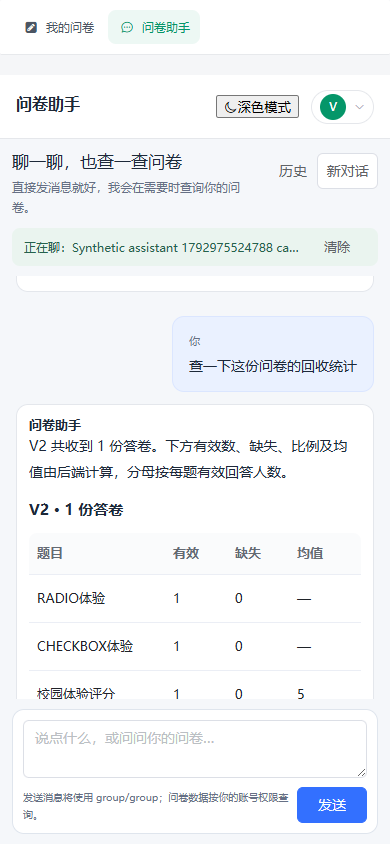 我的问卷 问卷助手
问卷助手 深色模式 V
聊一聊，也查一查问卷
历史 新对话
直接发消息就好，我会在需要时查询你的问
卷。
正在聊：Synthetic assistant 1792975524788 ca... 清除
你
查一下这份问卷的回收统计
问卷助手
V2 共收到 1 份答卷。下方有效数、缺失、比例及均
值由后端计算，分母按每题有效回答人数。
V2 · 1 份答卷
题目 有效 缺失 均值
RADIO体验 1 0 —
CHECKBOX体验 1 0 —
校园体验评分 1 0 5
说点什么，或问问你的问卷...
发送消息将使用 group/group；问卷数据按你的账号权限查
询。
发送